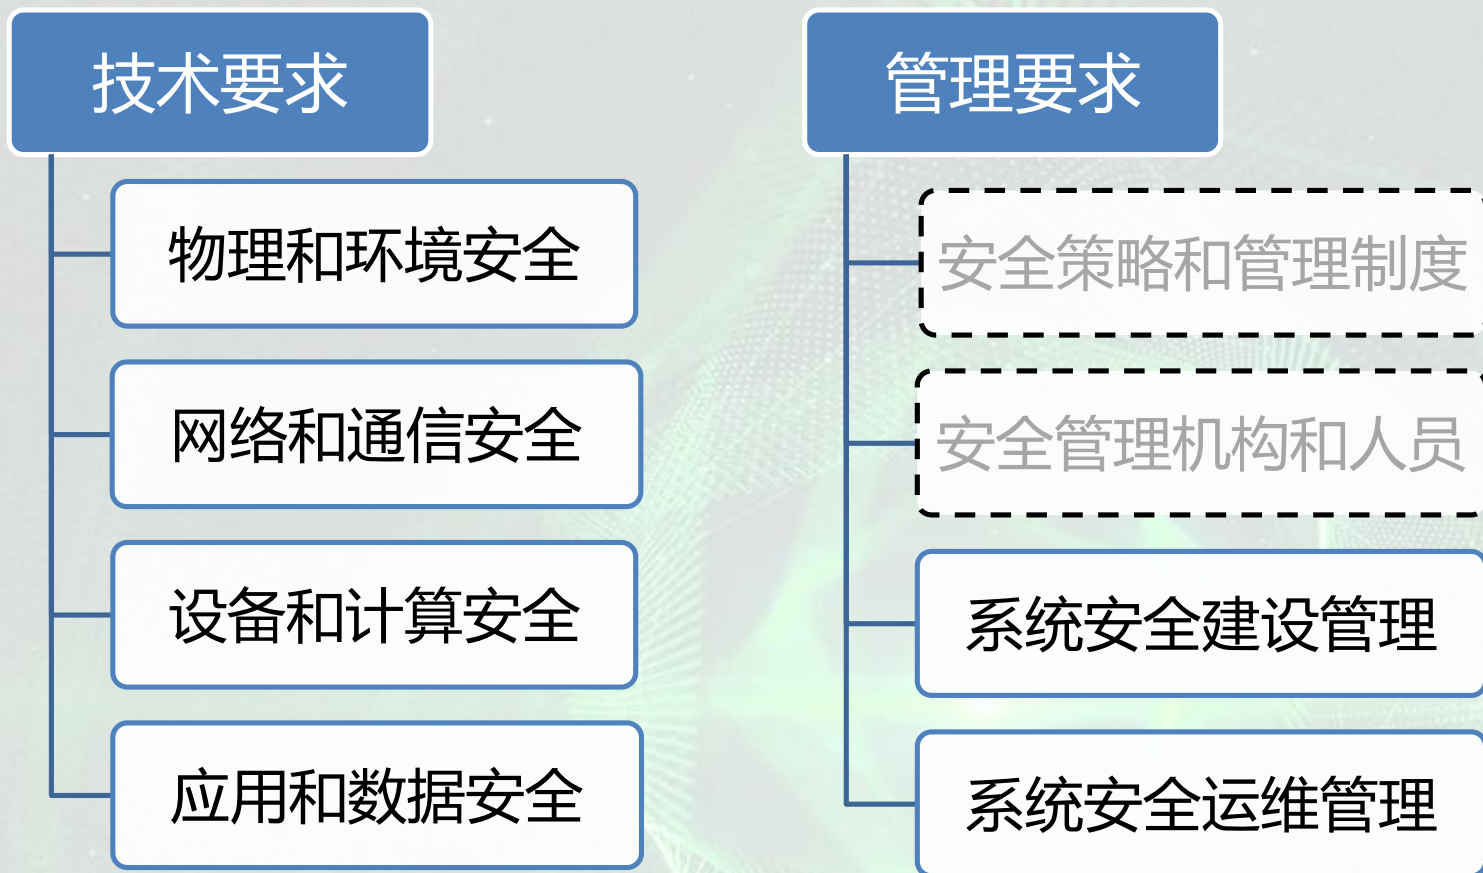 技术要求
物理和环境安全
网络和通信安全
设备和计算安全
应用和数据安全
管理要求
安全策略和管理制度
安全管理机构和人员
系统安全建设管理
系统安全运维管理